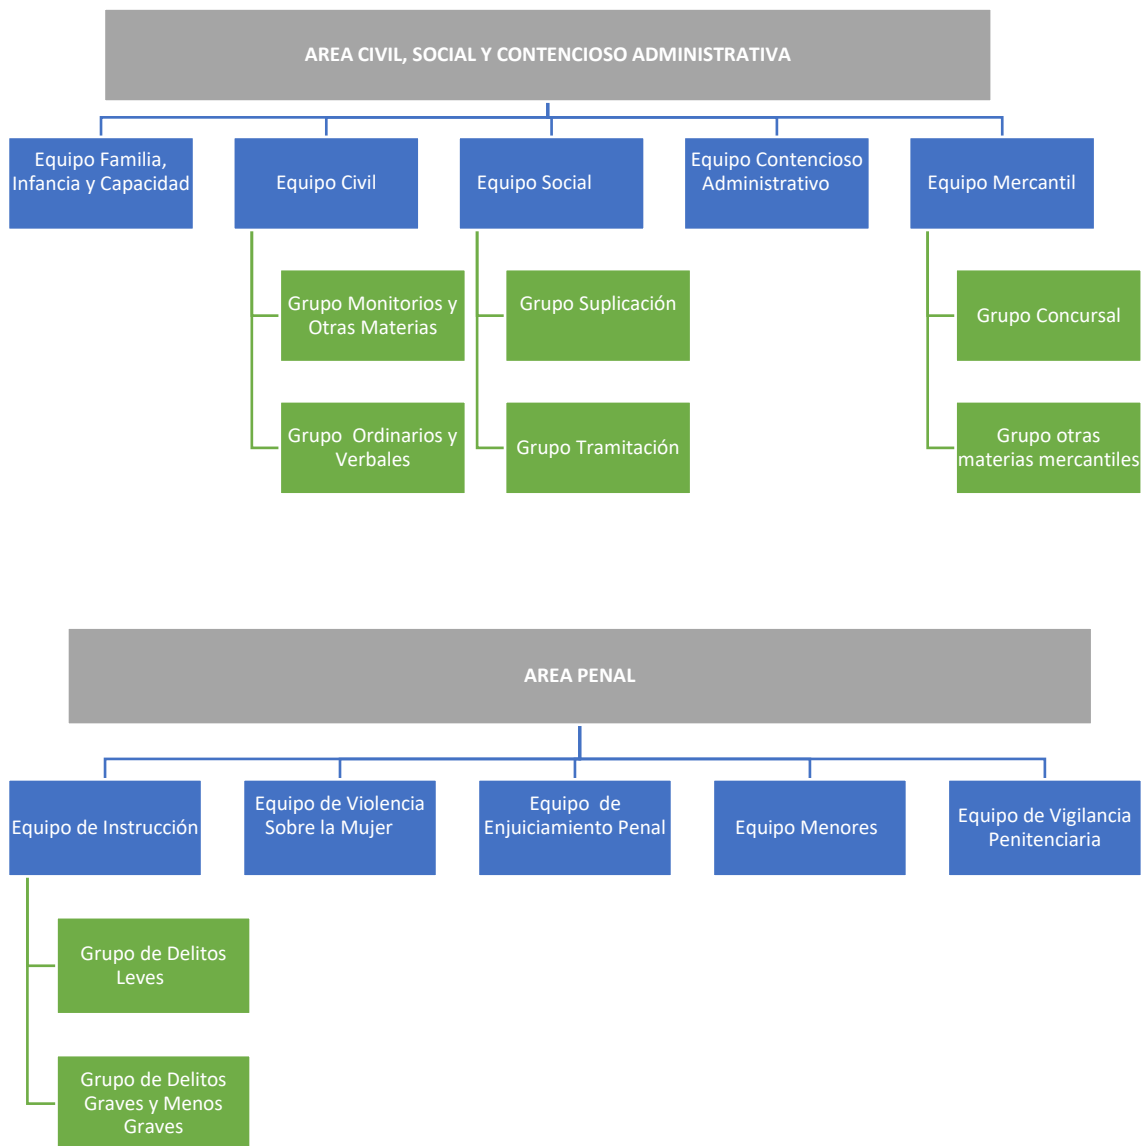 AREA CIVIL, SOCIAL Y CONTENCIOSO ADMINISTRATIVA
Equipo Familia,
Infancia y Capacidad
Equipo Civil
Equipo Social
Equipo Contencioso
Administrativo
Equipo Mercantil
Grupo Monitorios y
Otras Materias
Grupo Suplicación
Grupo Concursal
Grupo Ordinarios y
Verbales
Grupo Tramitación
Grupo otras
materias mercantiles
AREA PENAL
Equipo de Instrucción
Equipo de Violencia
Sobre la Mujer
Equipo de
Enjuiciamiento Penal
Equipo Menores
Equipo de Vigilancia
Penitenciaria
Grupo de Delitos
Leves
Grupo de Delitos
Graves y Menos
Graves